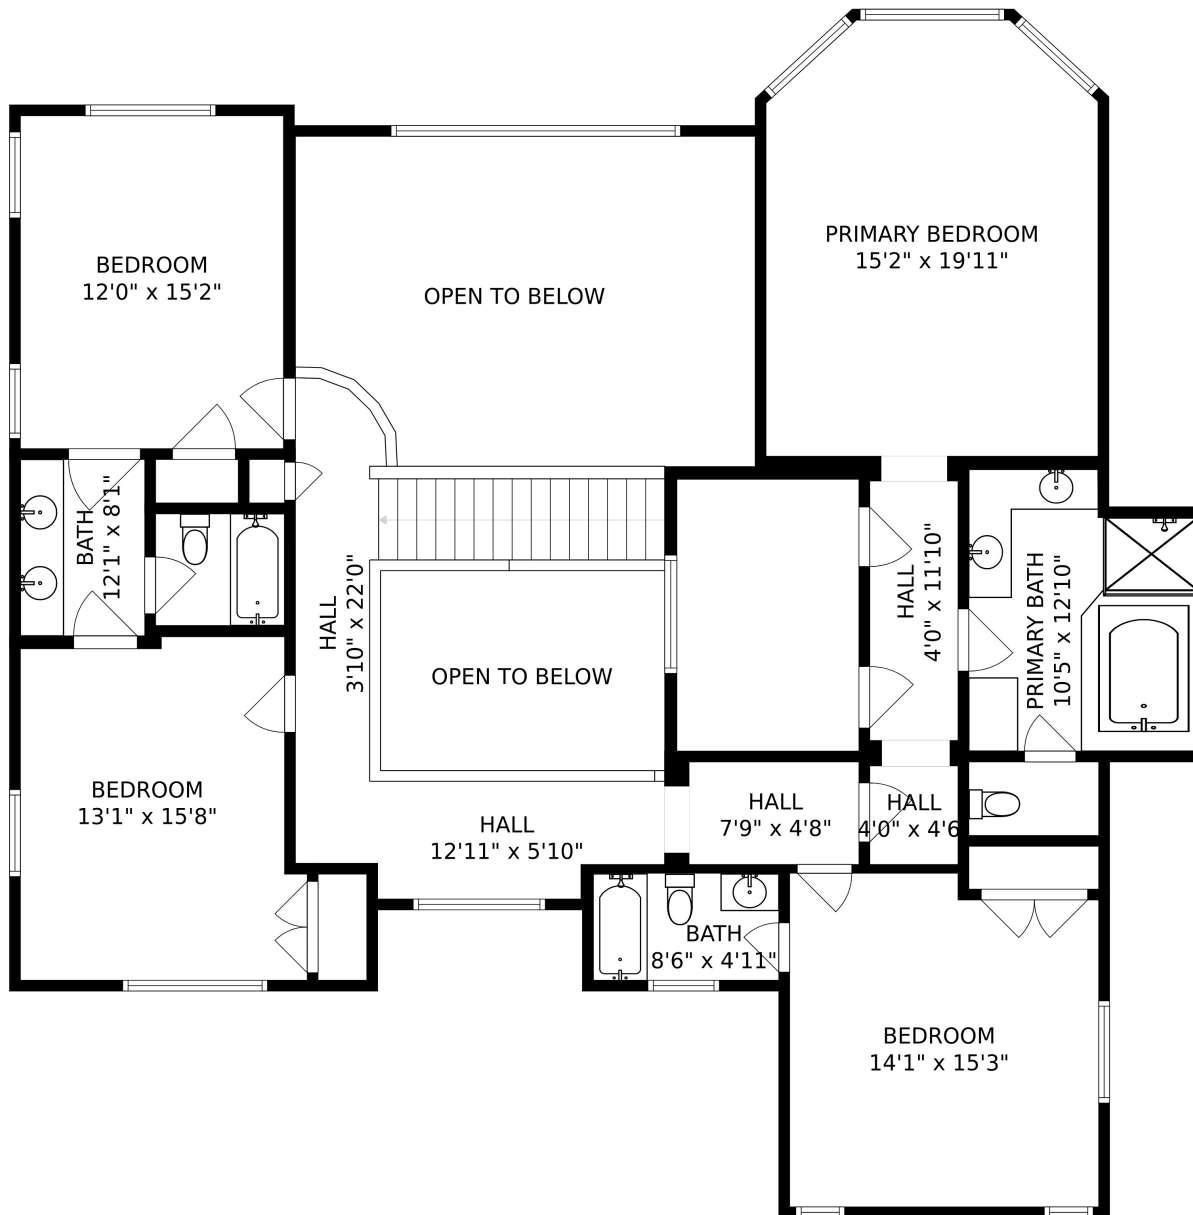 PRIMARY BEDROOM
15'2" x 19'11"
BEDROOM
12'0" x 15'2"
OPEN TO BELOW
BATH
12'1" x 8'1"
HALL
3'10" x 22'0"
HALL
4'0" x 11'10"
PRIMARY BATH
10'5" x 12'10"
OPEN TO BELOW
BEDROOM
13'1" x 15'8"
HALL
12'11" x 5'10"
HALL
7'9" x 4'8"
HALL
4'0" x 4'6
BATH
8'6" x 4'11"
BEDROOM
14'1" x 15'3"